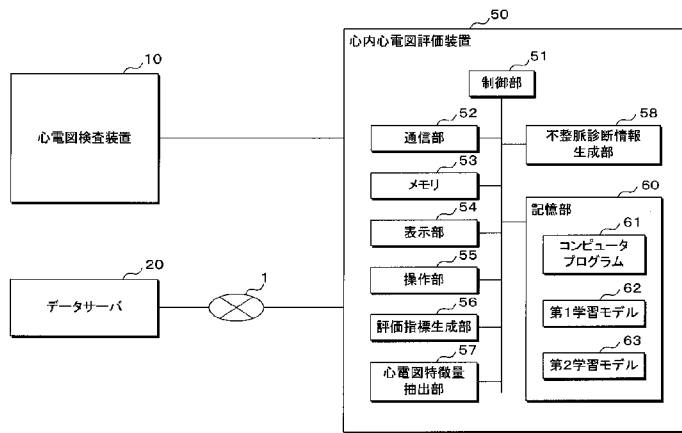 50
心内心電図評価装置
10
心電図検査装置
51
制御部
52
通信部
58
不整脈診断情報
生成部
53
メモリ
54
表示部
60
記憶部
61
コンピュータ
プログラム
55
操作部
20
データサーバ
1
56
評価指標生成部
62
第1学習モデル
57
心電図特徴量
抽出部
63
第2学習モデル